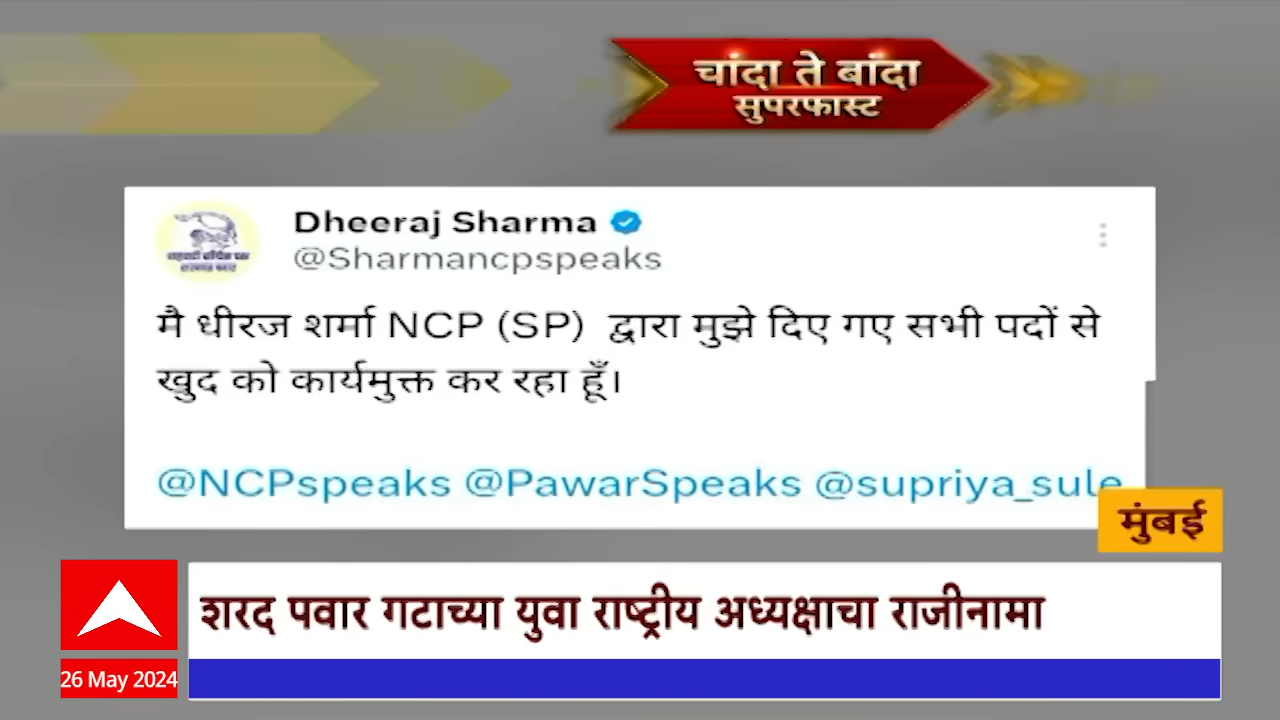 चांदा ते बांदा
सुपरफास्ट
Dheeraj Sharma
@Sharmancpspeaks
मै धीरज शर्मा NCP (SP) द्वारा मुझे दिए गए सभी पदों से
खुद को कार्यमुक्त कर रहा हूँ।
@NCPspeaks @PawarSpeaks @supriya_sule
मुंबई
शरद पवार गटाच्या युवा राष्ट्रीय अध्यक्षाचा राजीनामा
26 May 2024